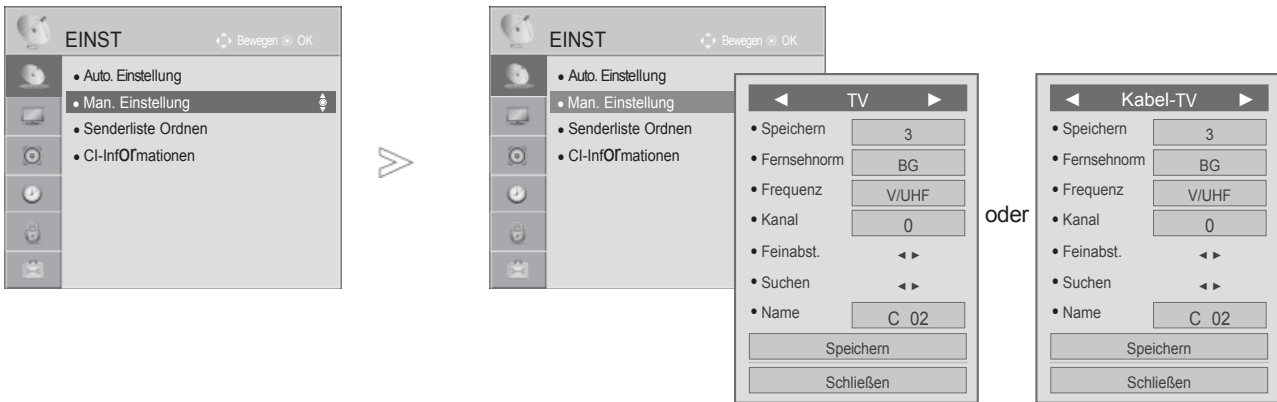 EINST
Bewegen OK
• Auto. Einstellung
• Man. Einstellung
• Senderliste Ordnen
• CI-Informationen
EINST
Bewegen OK
• Auto. Einstellung
• Man. Einstellung
• Senderliste Ordnen
• CI-Informationen
◀ TV ▶
• Speichern 3
• Fernsehnorm BG
• Frequenz V/UHF
• Kanal 0
• Feinabst. ◀ ▶
• Suchen ◀ ▶
• Name C 02
Speichern
Schließen
oder
◀ Kabel-TV ▶
• Speichern 3
• Fernsehnorm BG
• Frequenz V/UHF
• Kanal 0
• Feinabst. ◀ ▶
• Suchen ◀ ▶
• Name C 02
Speichern
Schließen